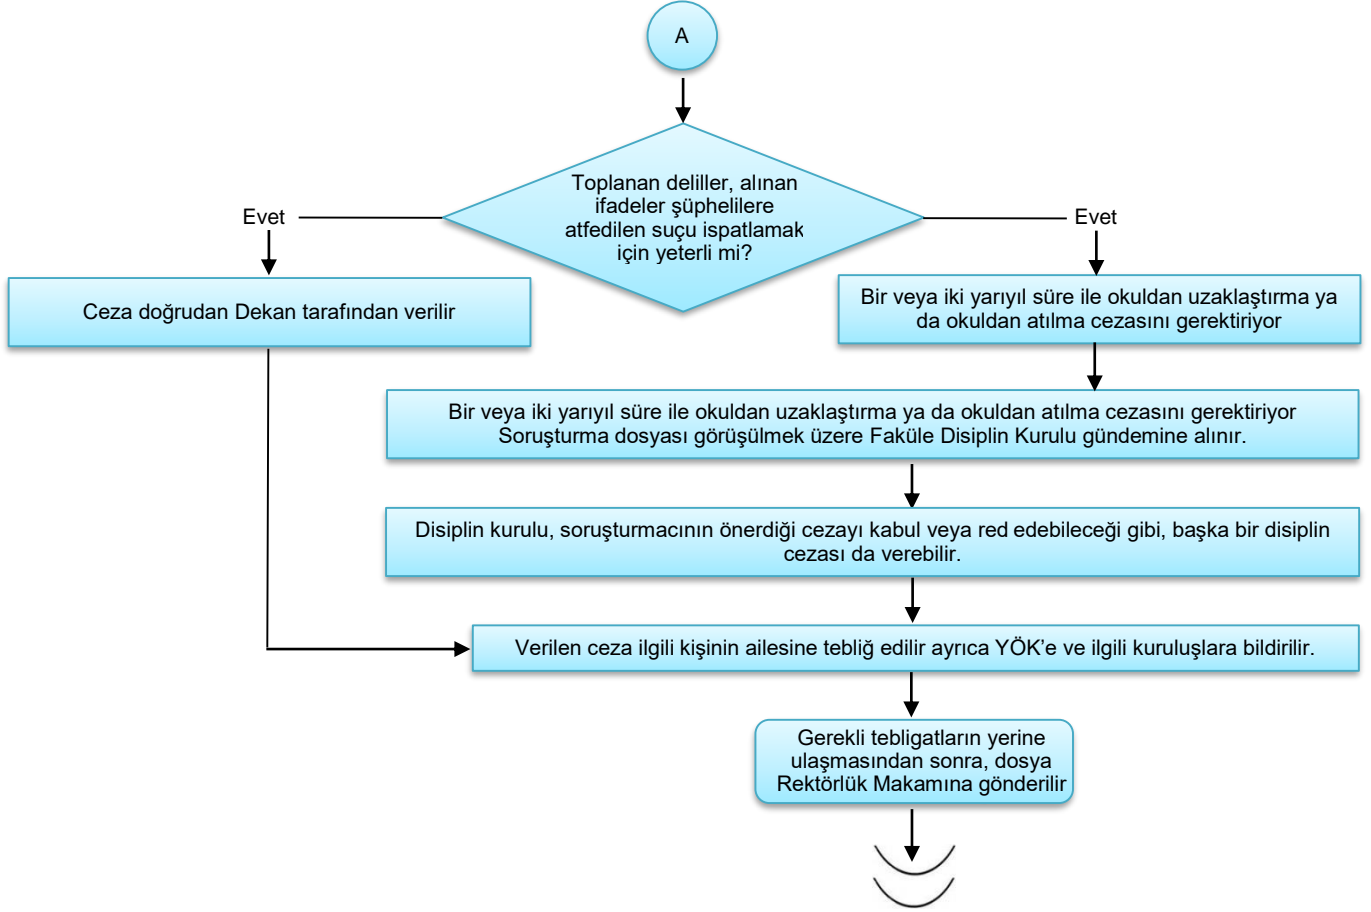 A
Toplanan deliller, alınan
ifadeler şüphelilere
atfedilen suçu ispatlamak
için yeterli mi?
Evet
Evet
Ceza doğrudan Dekan tarafından verilir
Bir veya iki yarıyıl süre ile okuldan uzaklaştırma ya
da okuldan atılma cezasını gerektiriyor
Bir veya iki yarıyıl süre ile okuldan uzaklaştırma ya da okuldan atılma cezasını gerektiriyor
Soruşturma dosyası görüşülmek üzere Faküle Disiplin Kurulu gündemine alınır.
Disiplin kurulu, soruşturmacının önerdiği cezayı kabul veya red edebileceği gibi, başka bir disiplin
cezası da verebilir.
Verilen ceza ilgili kişinin ailesine tebliğ edilir ayrıca YÖK’e ve ilgili kuruluşlara bildirilir.
Gerekli tebligatların yerine
ulaşmasından sonra, dosya
Rektörlük Makamına gönderilir